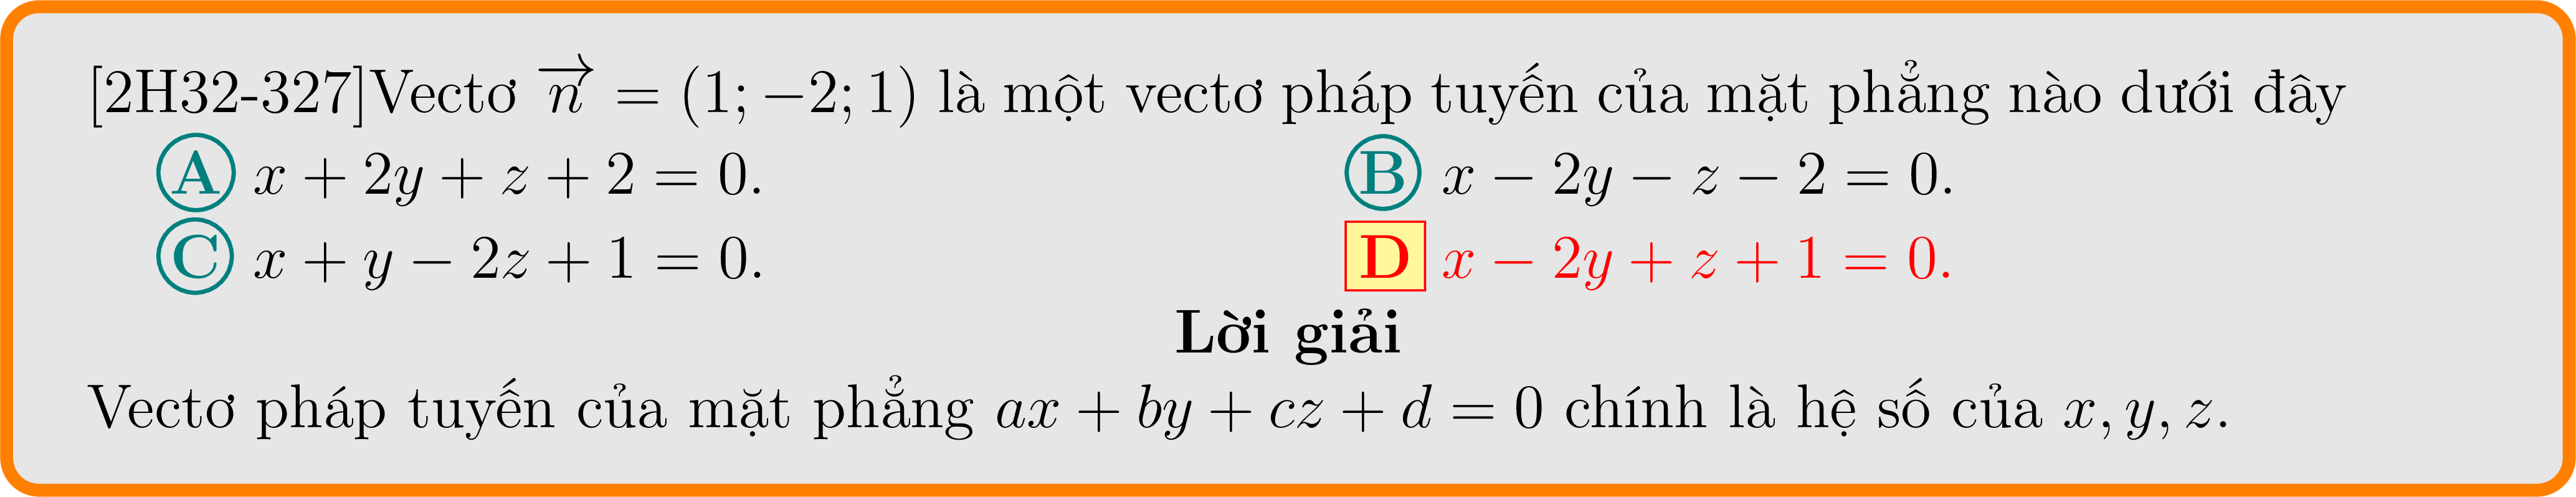 [2H32-327]Vectơ $\overrightarrow{n} = (1; -2; 1)$ là một vectơ pháp tuyến của mặt phẳng nào dưới đây
A $x + 2y + z + 2 = 0.$ B $x - 2y - z - 2 = 0.$
C $x + y - 2z + 1 = 0.$ D $x - 2y + z + 1 = 0.$
Lời giải
Vectơ pháp tuyến của mặt phẳng $ax + by + cz + d = 0$ chính là hệ số của $x, y, z.$